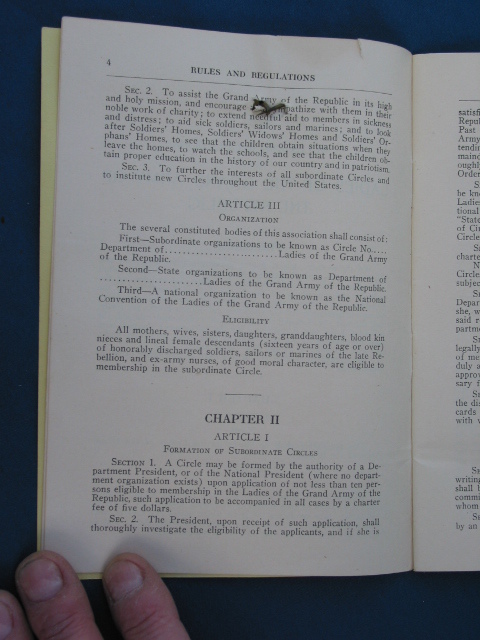 4
RULES AND REGULATIONS
SEC. 2. To assist the Grand Army of the Republic in its high
and holy mission, and encourage sympathize with them in their
noble work of charity; to extend needful aid to members in sickness
and distress; to aid sick soldiers, sailors and marines; and to look
after Soldiers' Homes, Soldiers' Widows' Homes and Soldiers' Or-
phans' Homes, to see that the children obtain situations when they
leave the homes, to watch the schools, and see that the children ob-
tain proper education in the history of our country and in patriotism.
SEC. 3. To further the interests of all subordinate Circles and
to institute new Circles throughout the United States.
ARTICLE III
ORGANIZATION
The several constituted bodies of this association shall consist of:
First—Subordinate organizations to be known as Circle No.....
Department of...........................Ladies of the Grand Army
of the Republic.
Second—State organizations to be known as Department of
........................Ladies of the Grand Army of the Republic.
Third—A national organization to be known as the National
Convention of the Ladies of the Grand Army of the Republic.
ELIGIBILITY
All mothers, wives, sisters, daughters, granddaughters, blood kin
nieces and lineal female descendants (sixteen years of age or over)
of honorably discharged soldiers, sailors or marines of the late Re-
bellion, and ex-army nurses, of good moral character, are eligible to
membership in the subordinate Circle.
CHAPTER II
ARTICLE I
FORMATION OF SUBORDINATE CIRCLES
SECTION 1. A Circle may be formed by the authority of a De-
partment President, or of the National President (where no depart-
ment organization exists) upon application of not less than ten per-
sons eligible to membership in the Ladies of the Grand Army of the
Republic, such application to be accompanied in all cases by a charter
fee of five dollars.
SEC. 2. The President, upon receipt of such application, shall
thoroughly investigate the eligibility of the applicants, and if she is